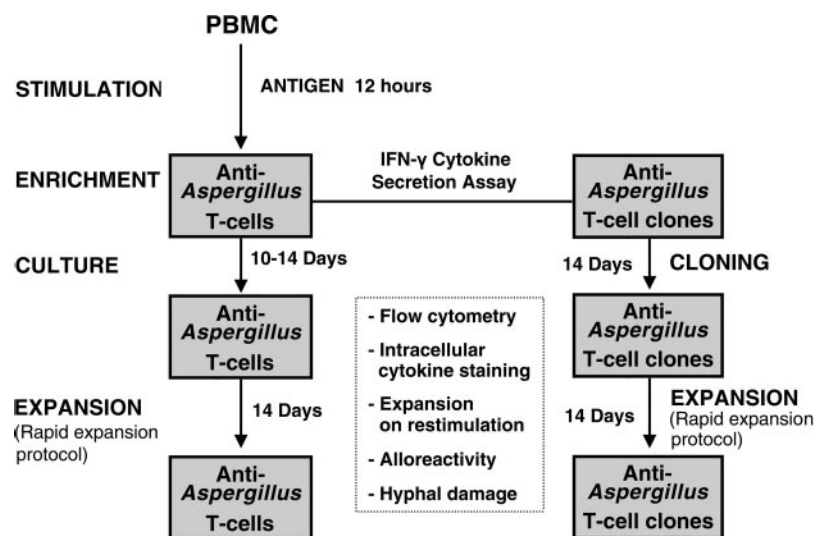 PBMC
STIMULATION
ANTIGEN 12 hours
ENRICHMENT
Anti-
Aspergillus
T-cells
IFN-γ Cytokine
Secretion Assay
Anti-
Aspergillus
T-cell clones
CULTURE
10-14 Days
14 Days
CLONING
Anti-
Aspergillus
T-cells
- Flow cytometry
- Intracellular
cytokine staining
- Expansion
on restimulation
- Alloreactivity
- Hyphal damage
Anti-
Aspergillus
T-cell clones
EXPANSION
(Rapid expansion
protocol)
14 Days
14 Days
EXPANSION
(Rapid expansion
protocol)
Anti-
Aspergillus
T-cells
Anti-
Aspergillus
T-cell clones